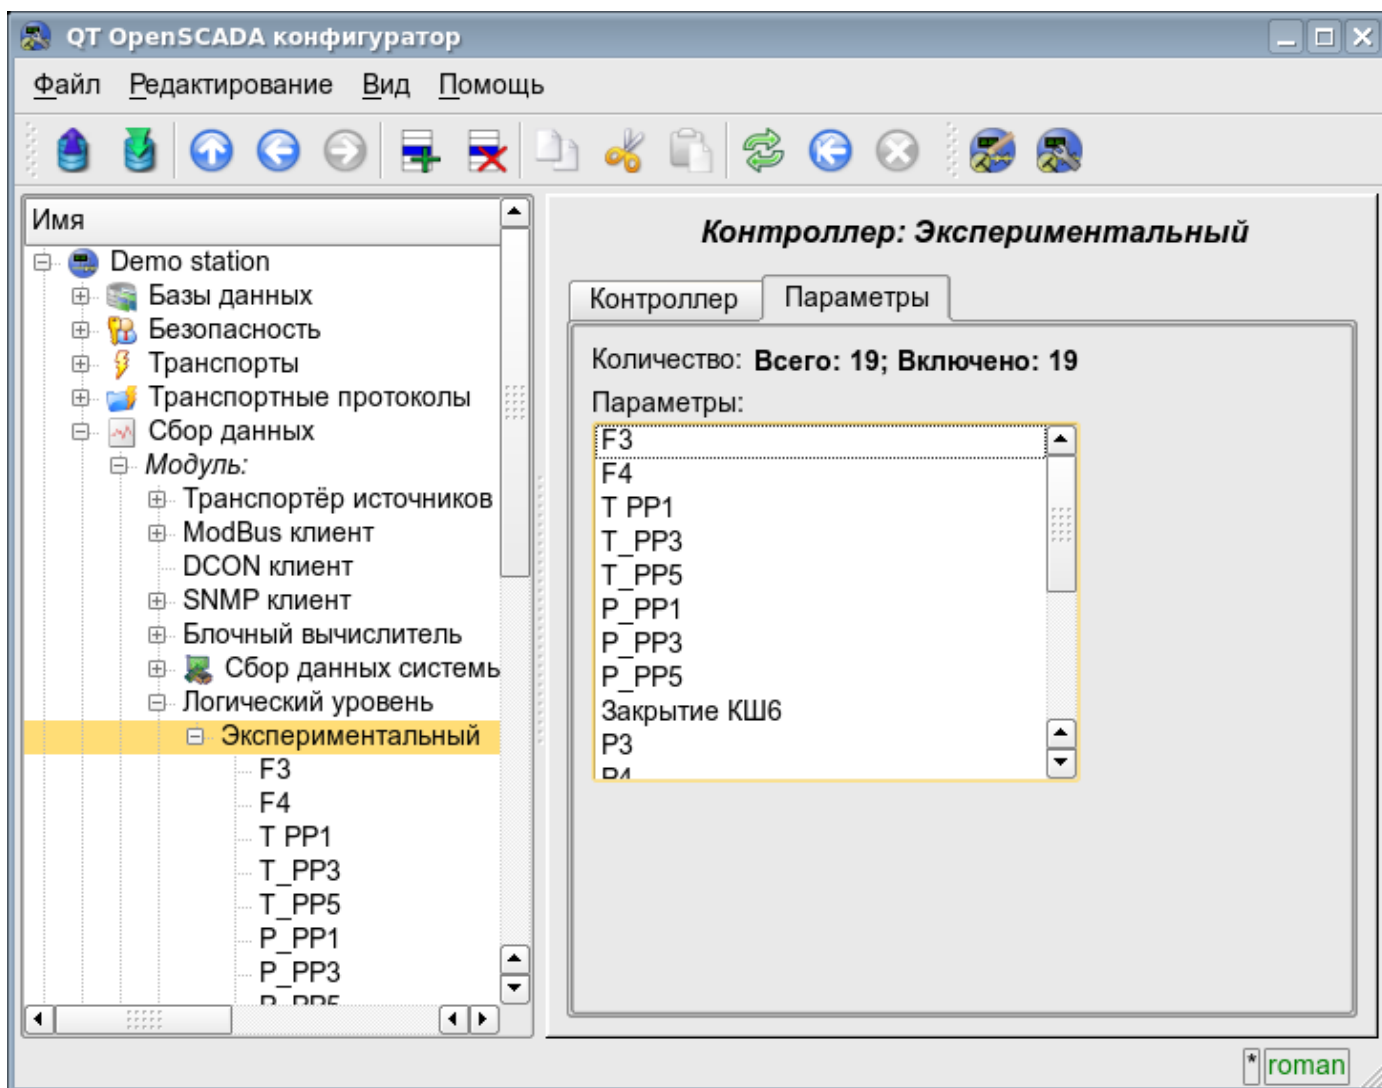 QT OpenSCADA конфигуратор
Файл Редактирование Вид Помощь
Имя
Demo station
Базы данных
Безопасность
Транспорты
Транспортные протоколы
Сбор данных
Модуль:
Транспортёр источников
ModBus клиент
DCON клиент
SNMP клиент
Блочный вычислитель
Сбор данных системы
Логический уровень
Экспериментальный
F3
F4
T PP1
T_PP3
T_PP5
P_PP1
P_PP3
P_PP5
Контроллер: Экспериментальный
Контроллер Параметры
Количество: Всего: 19; Включено: 19
Параметры:
F3
F4
T PP1
T_PP3
T_PP5
P_PP1
P_PP3
P_PP5
Закрытие КШ6
P3
P4
* roman